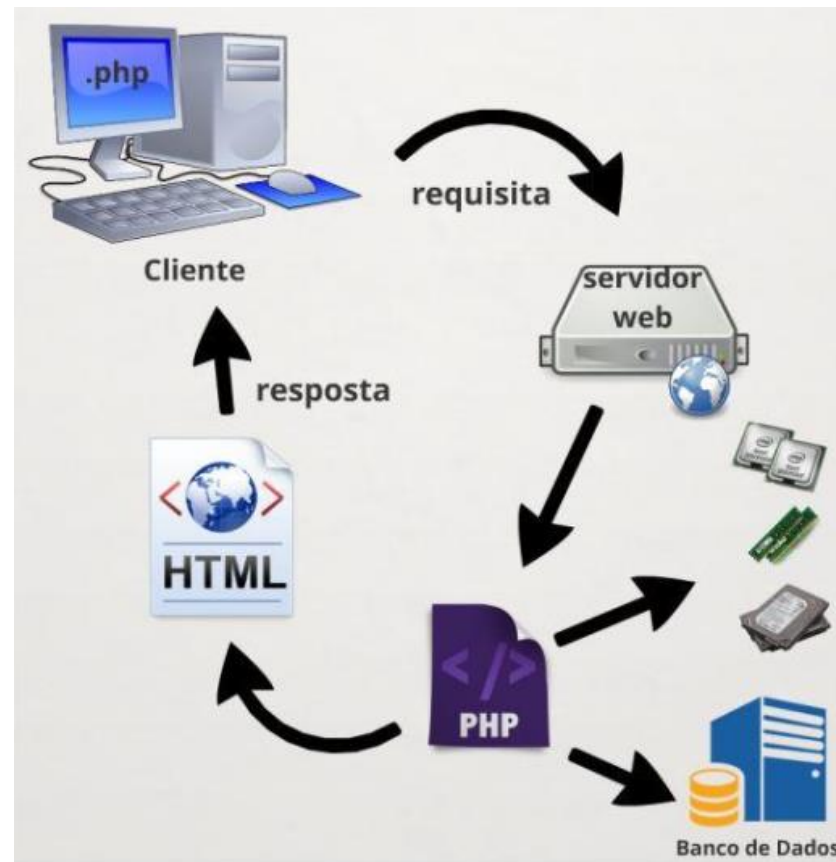 .php
requisita
Cliente
servidor
web
resposta
< >
HTML
</>
PHP
Banco de Dados